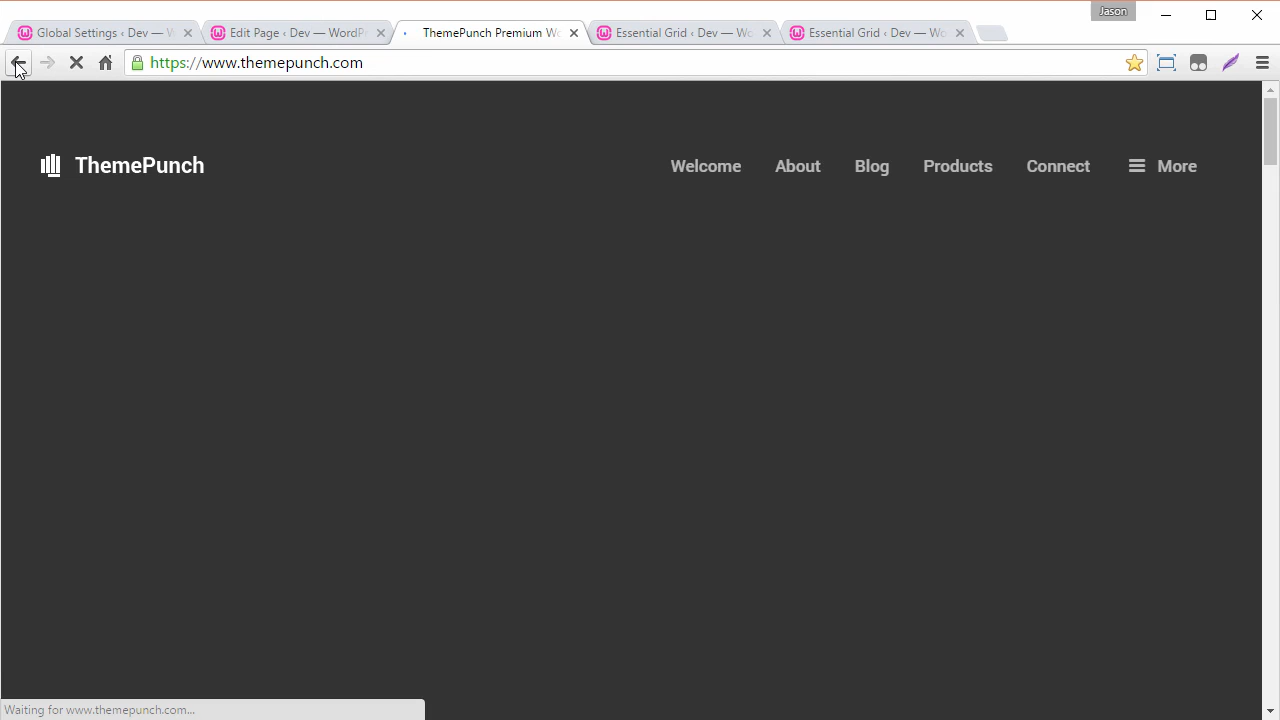 Jason
Global Settings ‹ Dev — W
Edit Page ‹ Dev — WordP
ThemePunch Premium Wo
Essential Grid ‹ Dev — Wo
Essential Grid ‹ Dev — Wo
https://www.themepunch.com
ThemePunch
Welcome
About
Blog
Products
Connect
More
Waiting for www.themepunch.com...